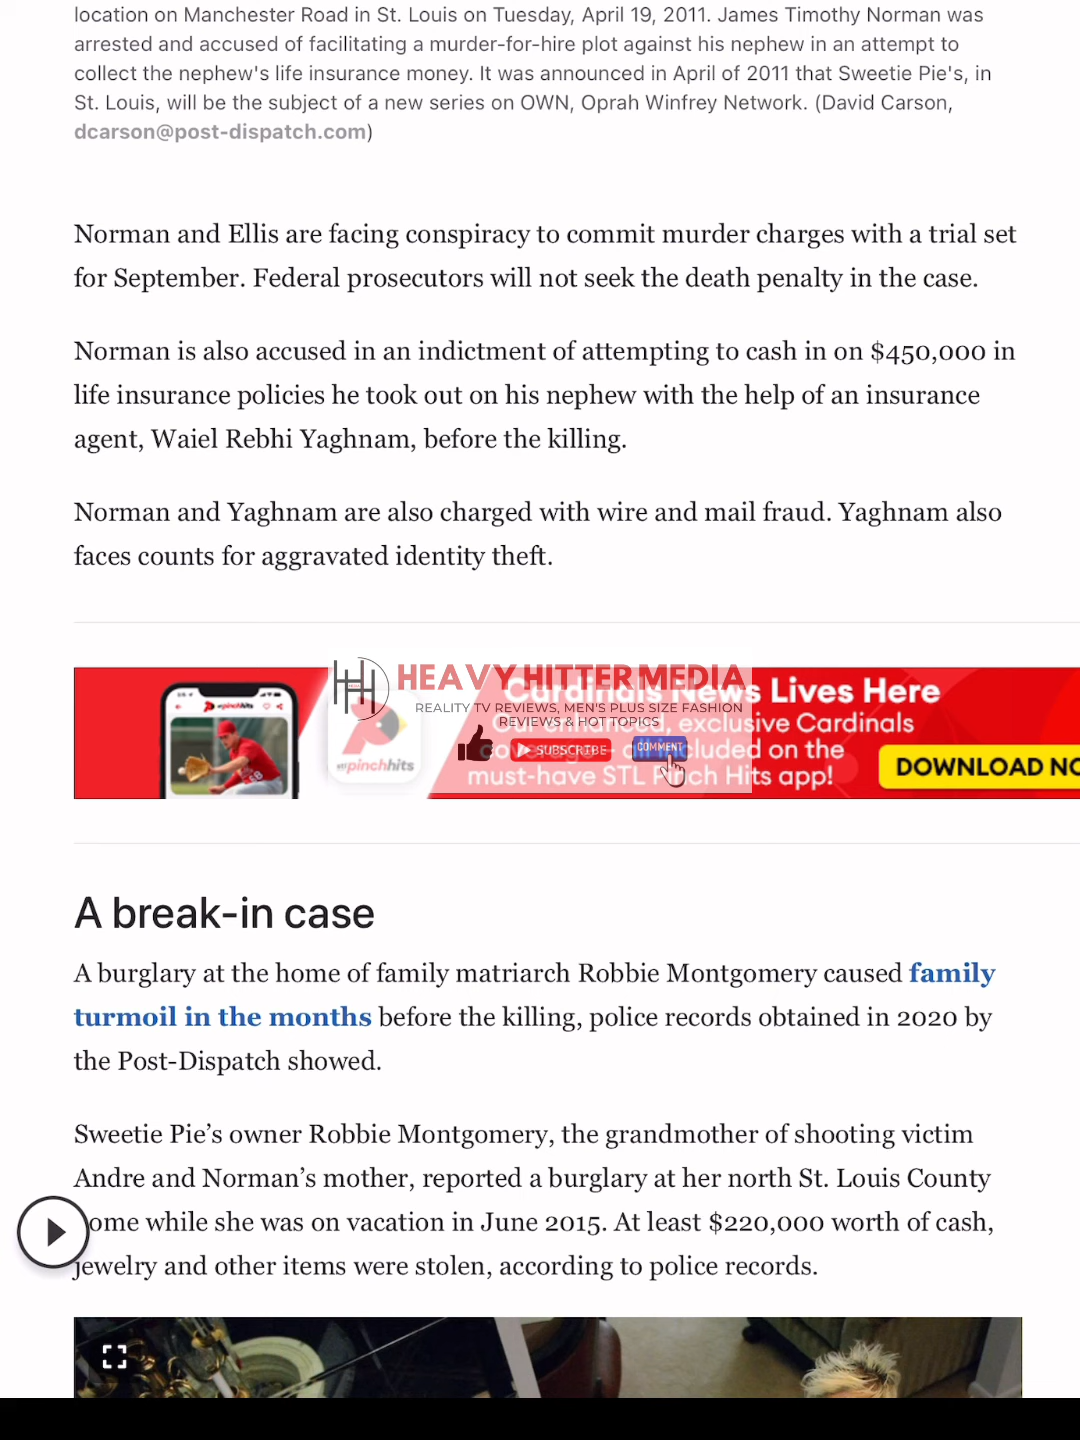 location on Manchester Road in St. Louis on Tuesday, April 19, 2011. James Timothy Norman was
arrested and accused of facilitating a murder-for-hire plot against his nephew in an attempt to
collect the nephew's life insurance money. It was announced in April of 2011 that Sweetie Pie's, in
St. Louis, will be the subject of a new series on OWN, Oprah Winfrey Network. (David Carson,
dcarson@post-dispatch.com)
Norman and Ellis are facing conspiracy to commit murder charges with a trial set
for September. Federal prosecutors will not seek the death penalty in the case.
Norman is also accused in an indictment of attempting to cash in on $450,000 in
life insurance policies he took out on his nephew with the help of an insurance
agent, Waiel Rebhi Yaghnam, before the killing.
Norman and Yaghnam are also charged with wire and mail fraud. Yaghnam also
faces counts for aggravated identity theft.
HEAVY HITTER MEDIA
REALITY TV REVIEWS, MEN'S PLUS SIZE FASHION
REVIEWS & HOT TOPICS
SUBSCRIBE
COMMENT
pinchhits
stlpinchhits
Cardinals News Lives Here
enhanced, exclusive Cardinals
included on the
must-have STL Pinch Hits app!
DOWNLOAD NO
A break-in case
A burglary at the home of family matriarch Robbie Montgomery caused family
turmoil in the months before the killing, police records obtained in 2020 by
the Post-Dispatch showed.
Sweetie Pie’s owner Robbie Montgomery, the grandmother of shooting victim
Andre and Norman’s mother, reported a burglary at her north St. Louis County
ome while she was on vacation in June 2015. At least $220,000 worth of cash,
jewelry and other items were stolen, according to police records.